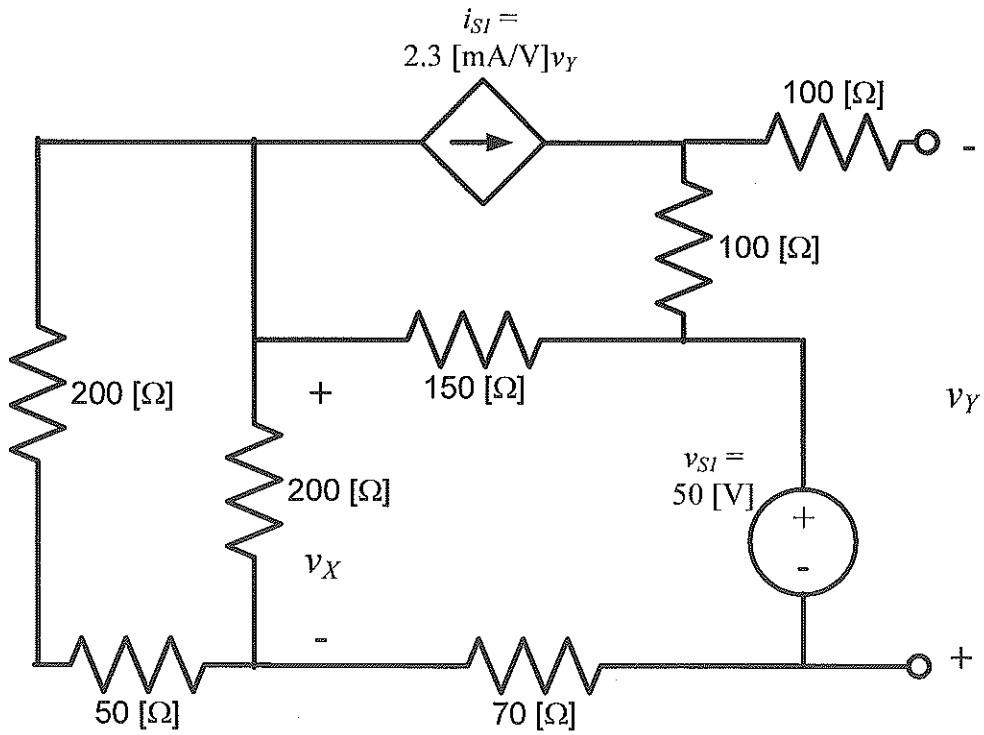 i_S1 =
2.3 [mA/V]v_Y
100 [Ω]
-
100 [Ω]
200 [Ω]
+
150 [Ω]
v_Y
200 [Ω]
v_S1 =
50 [V]
+
-
v_X
-
+
50 [Ω]
70 [Ω]